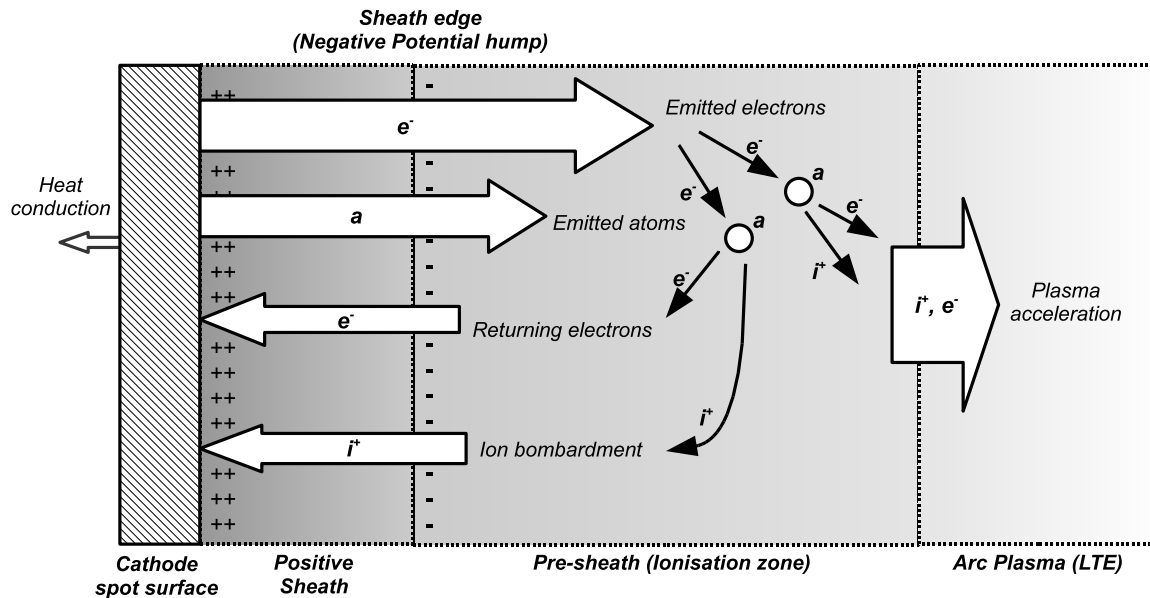 Sheath edge
(Negative Potential hump)
++
-
e⁻
Emitted electrons
e⁻
a
++
-
Heat
conduction
++
-
a
Emitted atoms
e⁻
a
e⁻
++
-
i⁺
++
-
e⁻
i⁺, e⁻
Plasma
acceleration
++
-
e⁻
Returning electrons
++
-
++
-
++
-
++
-
i⁺
i⁺
Ion bombardment
++
-
++
-
++
-
Cathode
spot surface
Positive
Sheath
Pre-sheath (Ionisation zone)
Arc Plasma (LTE)